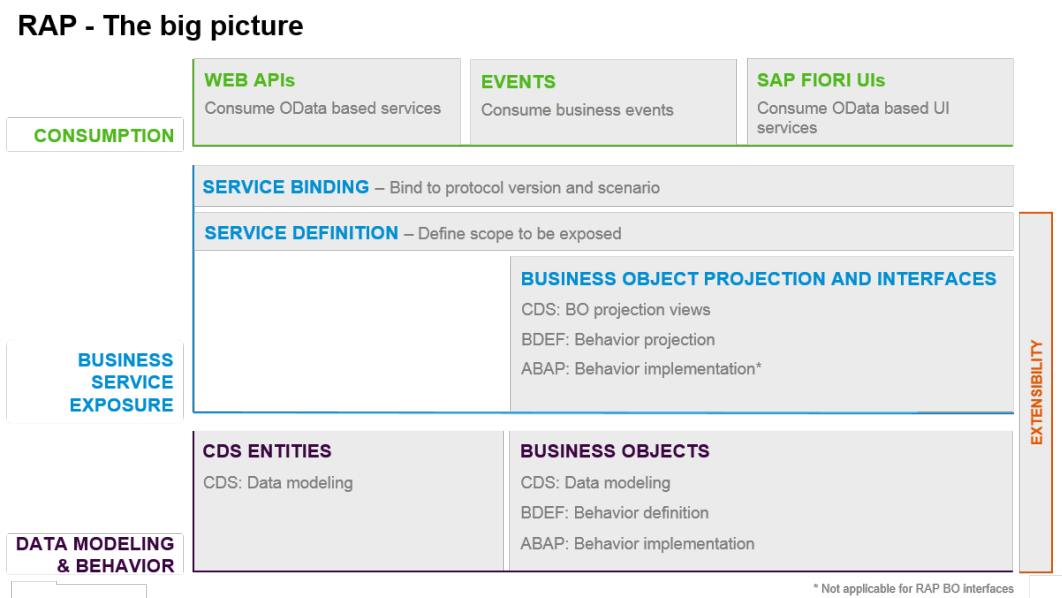 RAP - The big picture
WEB APIs
Consume OData based services
EVENTS
Consume business events
SAP FIORI UIs
Consume OData based UI
services
CONSUMPTION
SERVICE BINDING – Bind to protocol version and scenario
SERVICE DEFINITION – Define scope to be exposed
BUSINESS OBJECT PROJECTION AND INTERFACES
CDS: BO projection views
BDEF: Behavior projection
ABAP: Behavior implementation*
BUSINESS
SERVICE
EXPOSURE
EXTENSIBILITY
CDS ENTITIES
CDS: Data modeling
BUSINESS OBJECTS
CDS: Data modeling
BDEF: Behavior definition
ABAP: Behavior implementation
DATA MODELING
& BEHAVIOR
* Not applicable for RAP BO interfaces